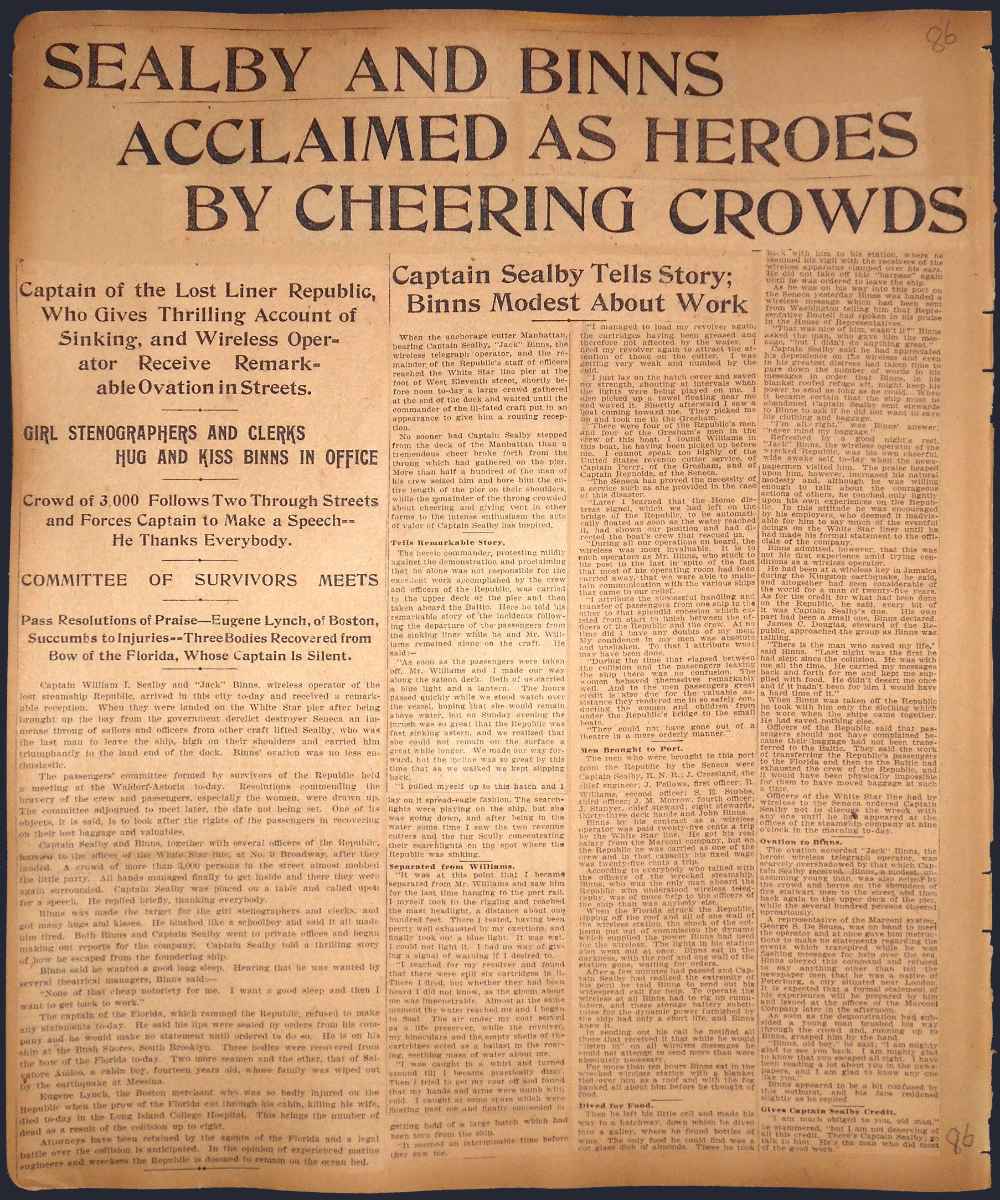 86
SEALBY AND BINNS
ACCLAIMED AS HEROES
BY CHEERING CROWDS
Captain of the Lost Liner Republic,
Who Gives Thrilling Account of
Sinking, and Wireless Oper-
ator Receive Remark-
able Ovation in Streets.
GIRL STENOGRAPHERS AND CLERKS
HUG AND KISS BINNS IN OFFICE
Crowd of 3,000 Follows Two Through Streets
and Forces Captain to Make a Speech--
He Thanks Everybody.
COMMITTEE OF SURVIVORS MEETS
Pass Resolutions of Praise—Eugene Lynch, of Boston,
Succumbs to Injuries--Three Bodies Recovered from
Bow of the Florida, Whose Captain Is Silent.
Captain William I. Sealby and "Jack" Binns, wireless operator of the
lost steamship Republic, arrived in this city to-day and received a remark-
able reception. When they were landed on the White Star pier after being
brought up the bay from the government derelict destroyer Seneca an im-
mense throng of sailors and officers from other craft lifted Sealby, who was
the last man to leave the ship, high on their shoulders and carried him
triumphantly to the land end of the dock. Binns' ovation was no less en-
thusiastic.
The passengers' committee formed by survivors of the Republic held
meeting at the Waldorf-Astoria to-day. Resolutions commending the
bravery of the crew and passengers, especially the women, were drawn up.
The committee adjourned to meet later, the date not being set. One of its
objects, it is said, is to look after the rights of the passengers in recovering
on their lost baggage and valuables.
Captain Sealby and Binns, together with several officers of the Republic,
hurried to the offices of the White Star line, at No. 9 Broadway, after they
landed. A crowd of more than 3,000 persons in the street almost mobbed
the little party. All hands managed finally to get inside and there they were
again surrounded. Captain Sealby was placed on a table and called upon
for a speech. He replied briefly, thanking everybody.
Binns was made the target for the girl stenographers and clerks, and
got many hugs and kisses. He blushed like a schoolboy and said it all made
him tired. Both Binns and Captain Sealby went to private offices and began
making out reports for the company. Captain Sealby told a thrilling story
of how he escaped from the foundering ship.
Binns said he wanted a good long sleep. Hearing that he was wanted by
several theatrical managers, Binns said:—
"None of that cheap notoriety for me. I want a good sleep and then I
want to get back to work."
The captain of the Florida, which rammed the Republic, refused to make
any statements to-day. He said his lips were sealed by orders from his com-
pany and he would make no statement until ordered to do so. He is on his
ship at the Bush Stores, South Brooklyn. Three bodies were recovered from
the bow of the Florida to-day. Two more seamen and the other, that of Sal-
vatore Amico, a cabin boy, fourteen years old, whose family was wiped out
by the earthquake at Messina.
Eugene Lynch, the Boston merchant who was so badly injured on the
Republic when the prow of the Florida cut through his cabin, killing his wife,
died to-day in the Long Island College Hospital. This brings the number of
dead as a result of the collision up to eight.
Attorneys have been retained by the agents of the Florida and a legal
battle over the collision is anticipated. In the opinion of experienced marine
engineers and wreckers the Republic is doomed to remain on the ocean bed.
Captain Sealby Tells Story;
Binns Modest About Work
When the anchorage cutter Manhattan,
bearing Captain Sealby, "Jack" Binns, the
wireless telegraph operator, and the re-
mainder of the Republic's staff of officers
reached the White Star line pier at the
foot of West Eleventh street, shortly be-
fore noon to-day a large crowd gathered
at the end of the dock and waited until the
commander of the ill-fated craft put in an
appearance to give him a rousing recep-
tion.
No sooner had Captain Sealby stepped
from the deck of the Manhattan than a
tremendous cheer broke forth from the
throng which had gathered on the pier.
More than half a hundred of the men of
his crew seized him and bore him the en-
tire length of the pier on their shoulders,
while the remainder of the throng crowded
about cheering and giving vent in other
forms to the intense enthusiasm the acts
of valor of Captain Sealby has inspired.
Tells Remarkable Story.
The heroic commander, protesting mildly
against the demonstration and proclaiming
that he alone was not responsible for the
excellent work accomplished by the crew
and officers of the Republic, was carried
to the upper deck of the pier and then
taken aboard the Baltic. Here he told his
remarkable story of the incidents follow-
ing the departure of the passengers from
the sinking liner while he and Mr. Will-
iams remained alone on the craft. He
said:—
"As soon as the passengers were taken
off, Mr. Williams and I made our way
along the saloon deck. Both of us carried
a blue light and a lantern. The hours
passed quickly while we stood watch over
the vessel, hoping that she would remain
above water, but on Sunday evening the
Republic was
fast sinking astern, and we realized that
she could not remain on the surface a
great while longer. We made our way for-
ward, but the incline was so great by this
time that as we walked we kept slipping
back.
"I pulled myself up to this hatch and I
lay on it spread-eagle fashion. The search-
lights were playing on the ship, but she
was going down, and after being in the
water some time I saw the two revenue
cutters and the tug Scully concentrating
their searchlights on the spot where the
Republic was sinking.
Separated from Williams.
"It was at this point that I became
separated from Mr. Williams and saw him
for the last time hanging to the port rail.
I myself took to the rigging and reached
the mast headlight, a distance about one
hundred feet. There I rested, having been
pretty well exhausted by my exertions, and
finally took out a blue light. It was wet.
I could not light it. I had no way of giv-
ing a signal of warning if I desired to.
"I reached for my revolver and found
that there were six cartridges in it.
These I fired, but whether they had been
heard I did not know, as the gloom about
me was impenetrable. Almost at the same
moment the water reached me and I began
to float. The air under my coat served
as a life preserver, while the revolver,
my binoculars and the empty shells of the
cartridges acted as a ballast in the roar-
ing, seething mass of water about me.
"I was caught in a whirl and turned
around till I became practically dizzy.
Then I tried to get my coat off and found
that my hands and arms were numb with
cold. I caught at some spars which were
floating past me and finally succeeded in
getting hold of a large hatch which had
been torn from the ship.
"It seemed an interminable time before
they saw me.
"I managed to load my revolver again,
the cartridges having been greased and
therefore not affected by the water. I
fired my revolver again to attract the at-
tention of those on the cutter. I was
getting very weak and numbed by the
cold.
"I just lay on the hatch over and saved
my strength, shouting at intervals when
the lights were being played on me. I
also picked up a towel floating near me
and waved it. Shortly afterward I saw a
boat coming toward me. They picked me
up and took me to the Gresham.
"There were four of the Republic's men
and four of the Gresham's men in the
crew of this boat. I found Williams in
this boat, he having been picked up before
me. I cannot speak too highly of the
United States revenue cutter service, of
Captain Perry, of the Gresham, and of
Captain Reynolds, of the Seneca.
"The Seneca has proved the necessity of
a service such as she provided in the case
of this disaster.
"Later I learned that the Home dis-
tress signal, which we had left on the
bridge of the Republic, to be automati-
cally floated as soon as the water reached
it, had shown our position and had di-
rected the boat's crew that rescued us.
"During all our operations on board, the
wireless was most invaluable. It is to
such operators as Mr. Binns, who stuck to
his post to the last in spite of the fact
that most of his operating room had been
carried away, that we were able to main-
tain communication with the various ships
that came to our relief.
"I attribute the successful handling and
transfer of passengers from one ship to the
other to that splendid cohesion which ex-
isted from start to finish between the of-
ficers of the Republic and the crew. At no
time did I have any doubts of my men.
My confidence in my men was absolute
and unshaken. To that I attribute what
may have been done.
"During the time that elapsed between
the collision and the passengers leaving
the ship there was no confusion. The
women behaved themselves remarkably
well. And to the men passengers great
credit is also due for the valuable as-
sistance they rendered in so safely con-
ducting the women and children from
under the Republic's bridge to the small
boats.
"They could not have gone out of a
theatre in a more orderly manner."
Men Brought to Port.
The men who were brought to this port
from the Republic by the Seneca were
Captain Sealby, R. N. R.; J. Crossland, the
chief engineer; J. Fellows, first officer; R.
Williams, second officer; S. E. Stubbs,
third officer; J. M. Morrow, fourth officer;
J. Stanyer, chief steward; eight stewards,
thirty-three deck hands and John Binns.
Binns by his contract as a wireless
operator was paid twenty-five cents a trip
by the White Star line. He got his real
salary from the Marconi company, but on
the Republic he was carried as one of the
crew and in that capacity his fixed wage
was twenty-five cents a trip.
According to everybody who talked with
the officers of the wrecked steamship,
Binns, who was the only man aboard the
Republic who understood wireless teleg-
raphy, was of more help to the officers of
the ship than was anybody else.
When the Florida struck the Republic,
ripping off the roof and all of one wall of
the wireless station, the shock of the im-
pact put out of commission the dynamo
that supplied the power Binns had used
for the wireless. The lights in his station
also went out at once. Binns sat in the
darkness, with the roof and one wall of the
station gone, waiting for orders.
After a few minutes had passed and Cap-
tain Sealby had realized the extremity of
his peril he told Binns to send out his
widespread call for help. To operate the
wireless at all Binns had to rig up accumu-
lators, and these storage battery substi-
tutes for the dynamic power furnished by
the ship had only a short life, and Binns
knew it.
In sending out his call he notified all
those that received it that while he would
"listen in" on all wireless messages he
could not attempt to send more than were
absolutely necessary.
For more than ten hours Binns sat in the
wrecked wireless station with a blanket
tied over him as a roof and with the fog
banked all about him before he thought of
food.
Dived for Food.
Then he left his little cell and made his
way to a hatchway, down which he dived
into a galley, where he found bottles of
wine. The only food he could find was a
cut glass dish of almonds. These he took
back with him to his station, where he
resumed his vigil with the receivers of the
wireless apparatus clamped over his ears.
He did not take off this "harness" again
until he was ordered to leave the ship.
As he was on his way into this port on
the Seneca yesterday Binns was handed a
wireless message which had been sent
from Washington telling him that Repre-
sentative Boutell had spoken in his praise
in the House of Representatives.
"That was nice of him, wasn't it?" Binns
asked the man who gave him the mes-
sage, "but I didn't do anything great."
Captain Sealby said he had appreciated
his dependence on the wireless and even
in his greatest distress had taken time to
pare down the number of words in his
messages in order that Binns, in his
blanket roofed refuge aft, might keep his
power to send as long as he could. When
it became certain that the ship must be
abandoned Captain Sealby sent stewards
to Binns to ask if he did not want to save
his clothing and baggage.
"I'm all right," was Binns' answer;
"never mind my luggage."
Refreshed by a good night's rest,
"Jack" Binns, the wireless operator of the
wrecked Republic, was his own cheerful,
wide awake self to-day when the news-
papermen visited him. The praise heaped
upon him, however, increased his natural
modesty and, although he was willing
enough to talk about the courageous
actions of others, he touched only lightly
upon his own experiences on the Repub-
lic. In this attitude he was encouraged
by his employers, who deemed it inadvis-
able for him to say much of the eventful
doings on the White Star liner until he
had made his formal statement to the offi-
cials of the company.
Binns admitted, however, that this was
not his first experience amid trying con-
ditions as a wireless operator.
He had been at a wireless key in Jamaica
during the Kingston earthquake, he said,
and altogether had seen considerable of
the world for a man of twenty-five years.
As for the credit for what had been done
on the Republic, he said, every bit of
it was Captain Sealby's due. His own
part had been a small one, Binns declared.
James C. Douglas, steward of the Re-
public, approached the group as Binns was
talking.
"There is the man who saved my life,"
said Binns. "Last night was the first he
had slept since the collision. He was with
me all the time. He carried my messages
back and forth for me and kept me sup-
plied with food. He didn't desert me once
and if it hadn't been for him I would have
a hard time of it."
When Binns was taken off the Republic
he took with him only the clothing which
he wore when the ships came together.
He had saved nothing else.
Officers of the Republic said that pas-
sengers should not have complained be-
cause their baggage had not been trans-
ferred to the Baltic. They said the work
of transferring the Republic's passengers
to the Florida and then to the Baltic had
exhausted the crew of the Republic, and
it would have been physically impossible
for them to have moved baggage at such
a time.
Officers of the White Star line had by
wireless to the Seneca ordered Captain
Sealby not to discuss the wreck with
any one until he had appeared at the
offices of the steamship company at nine
o'clock in the morning to-day.
Ovation to Binns.
The ovation accorded "Jack" Binns, the
heroic wireless telegraph operator, was
scarcely overshadowed by that which Cap-
tain Sealby received. Binns, a modest, un-
assuming young man, was also seized by
the crowd and borne on the shoulders of
five stalwart men to the street, and then
back again to the upper deck of the pier,
while the several hundred persons cheered
uproariously.
A representative of the Marconi system,
George B. De Sousa, was on hand to meet
the operator and at once gave him instruc-
tions to make no statements regarding the
events which transpired while he was
flashing messages for help over the sea.
Binns obeyed this command and refused
to say anything other than tell the
newspaper men that he was a native of
Peterburg, a city situated near London.
It is expected that a formal statement of
his experiences will be prepared by him
and issued at the offices of the Marconi
Company later in the afternoon.
As soon as the demonstration had sub-
sided a young man brushed his way
through the crowd and, running up to
Binns, grasped him by the hand.
"Binns, old boy," he said, "I am mighty
glad to see you back. I am mighty glad
to know that you escaped all right. I have
been reading a lot about you in the news-
papers, and I am glad to know any one
like you."
Binns appeared to be a bit confused by
this outburst, and his face reddened
slightly as he replied:—
Gives Captain Sealby Credit.
"I am much obliged to you, old man,"
he stammered, "but I am not deserving of
all this credit. There's Captain Sealby; go
talk to him. He's the man who did most
of the good work."
86